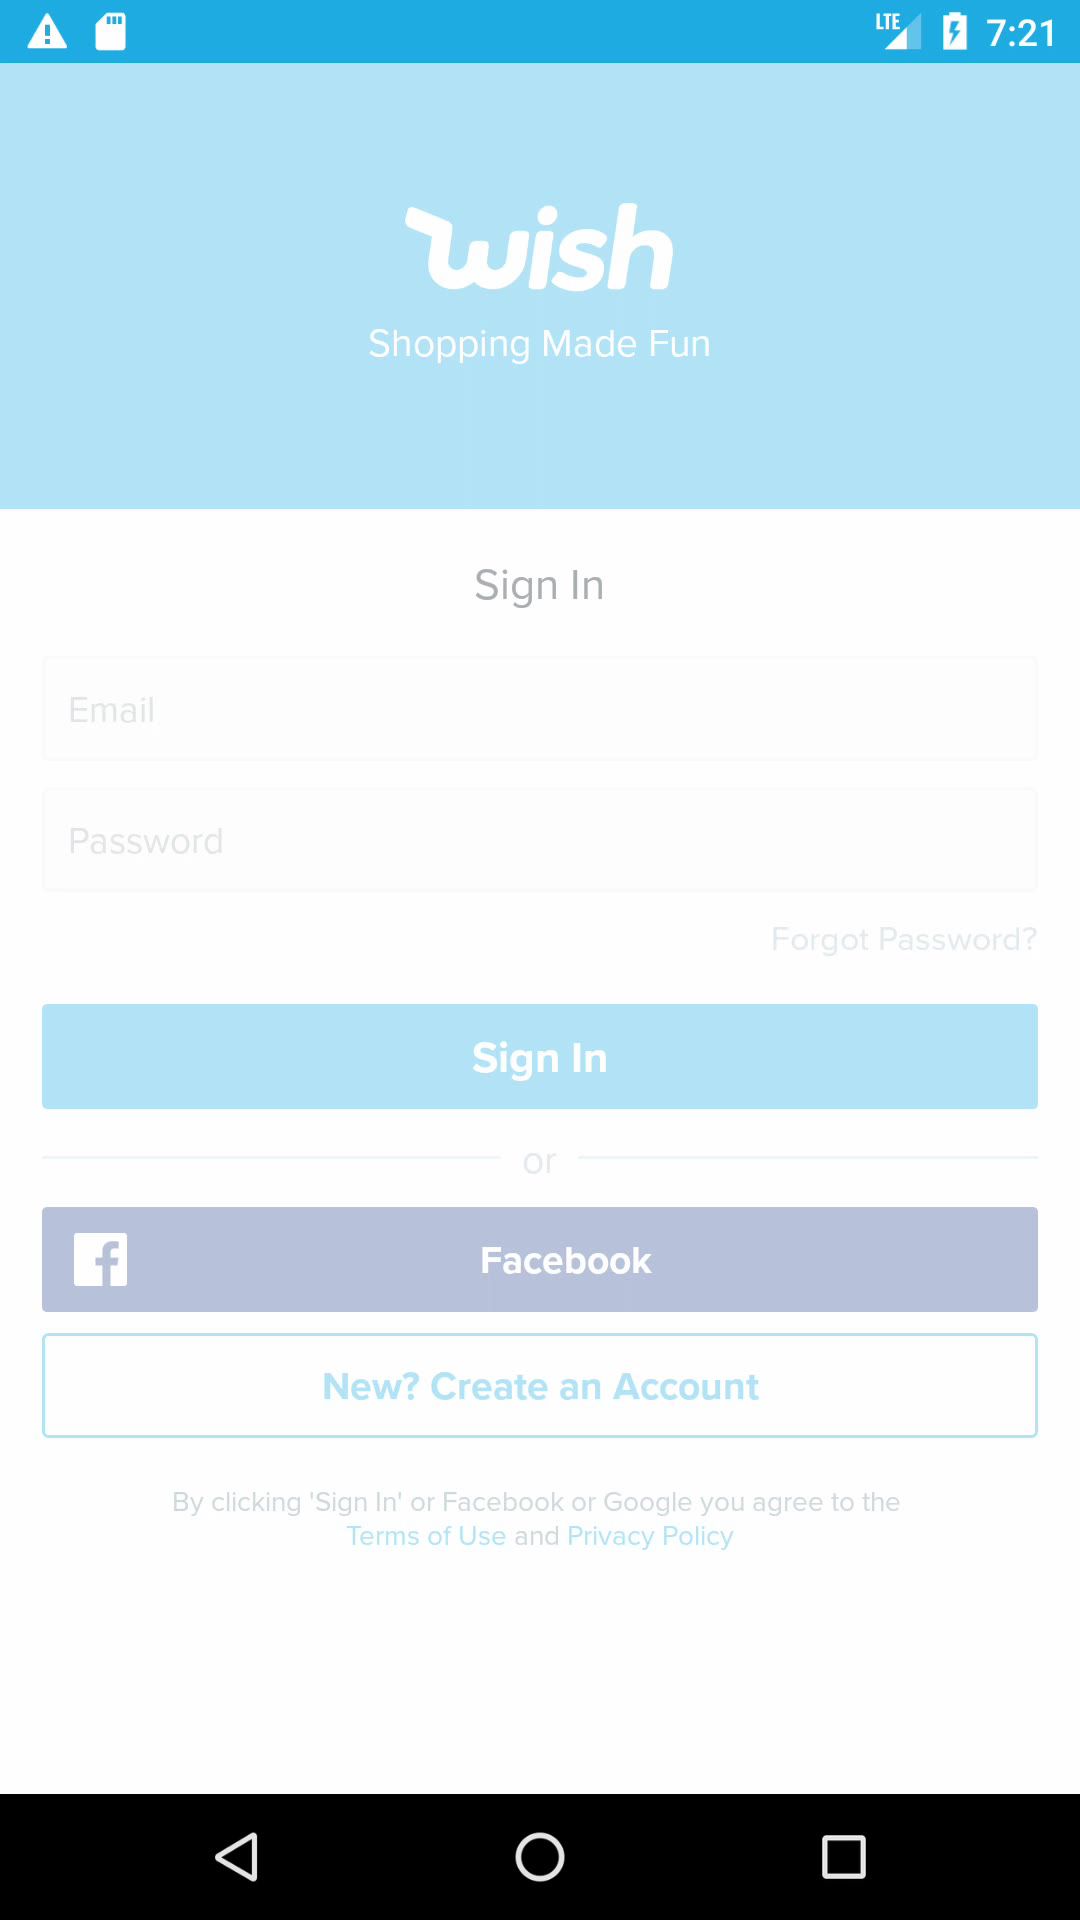 LTE 7:21
wish
Shopping Made Fun
Sign In
Email
Password
Forgot Password?
Sign In
or
Facebook
New? Create an Account
By clicking 'Sign In' or Facebook or Google you agree to the
Terms of Use and Privacy Policy